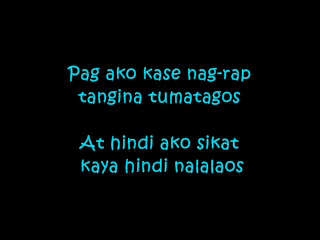 Pag ako kase nag-rap
tangina tumatagos
At hindi ako sikat
kaya hindi nalalaos